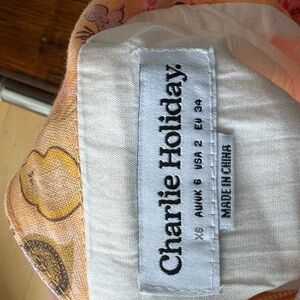 Charlie Holiday.
XS AU/UK 6 USA 2 EU 34
MADE IN CHINA